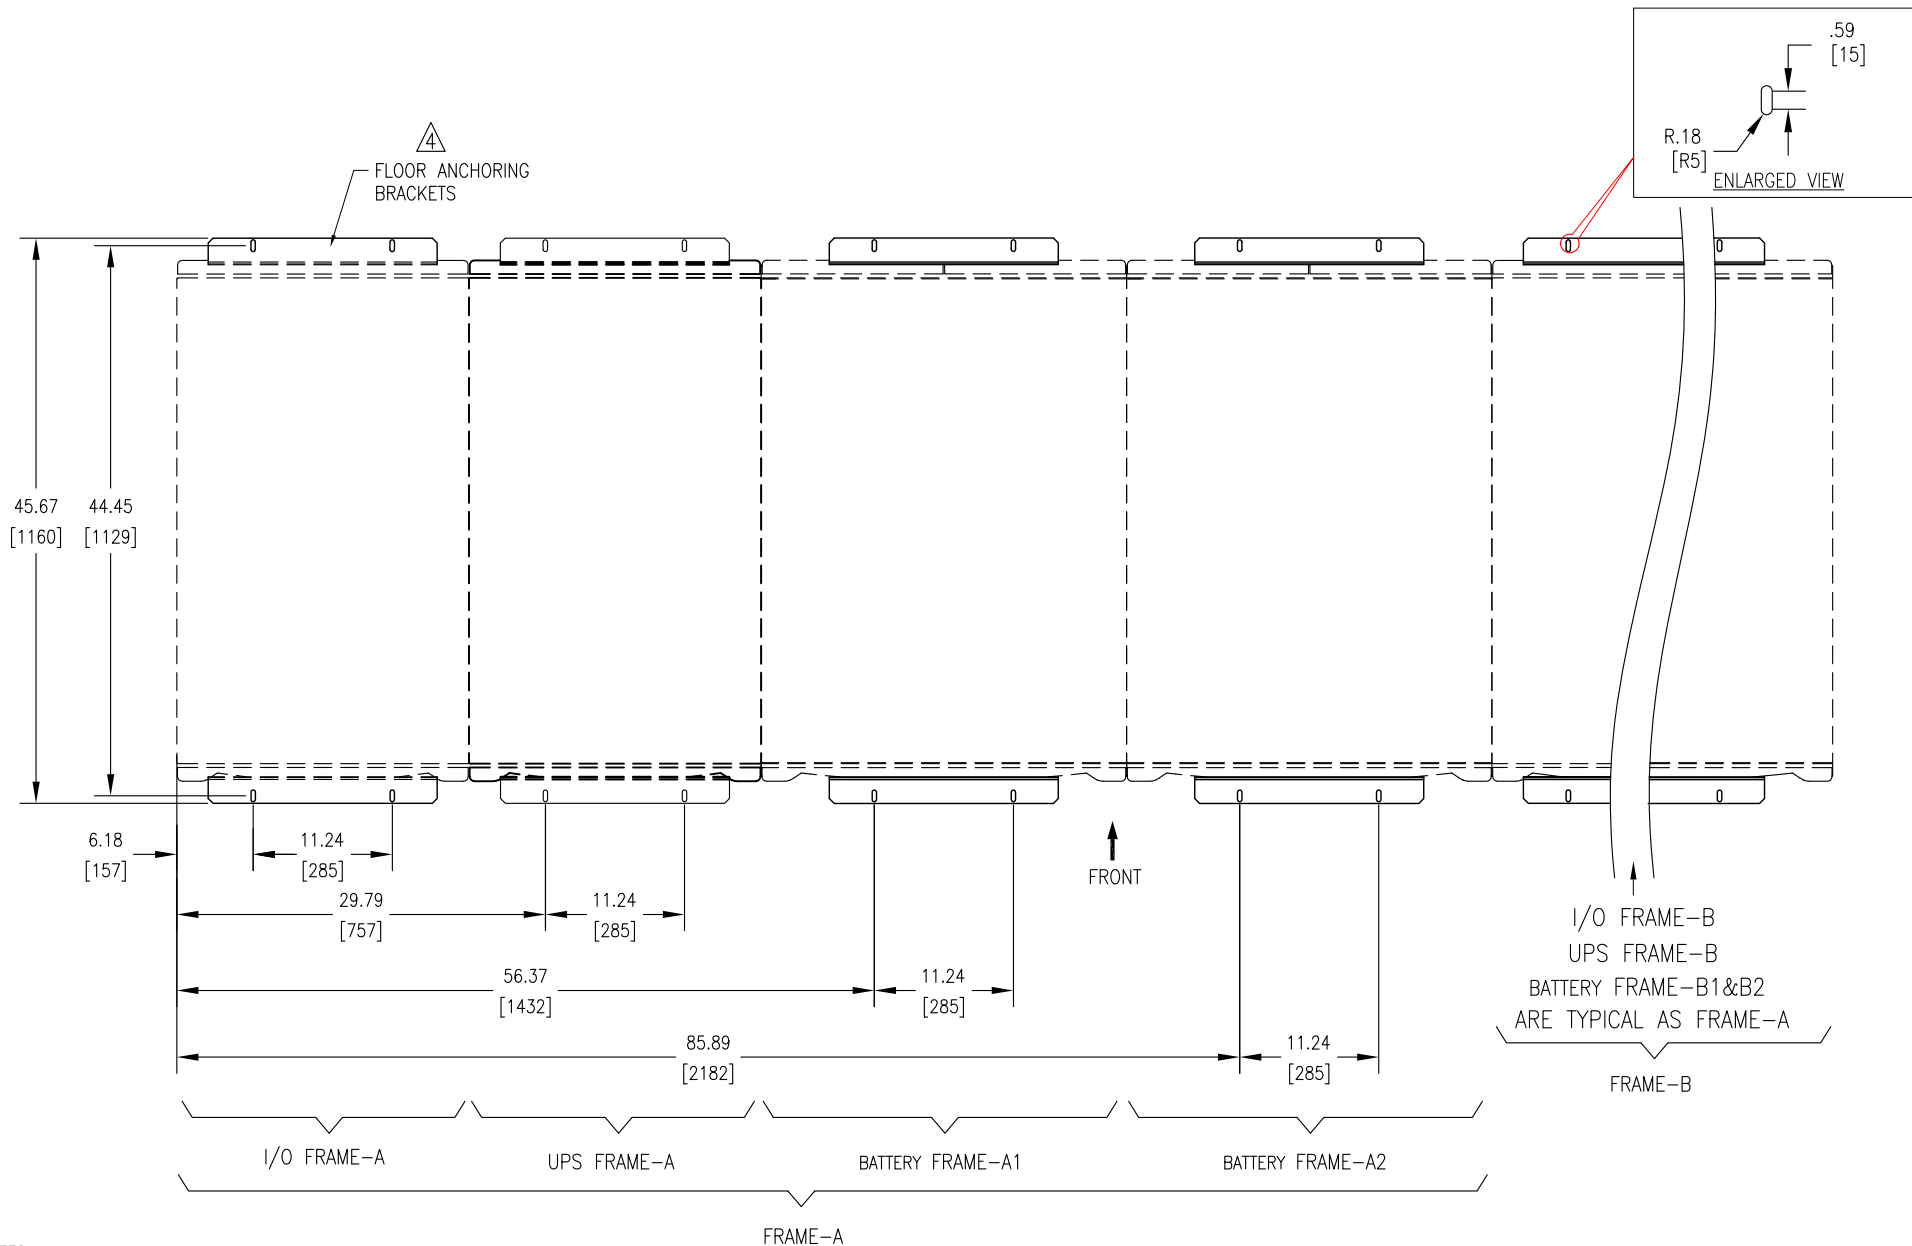 .59
[15]
R.18
[R5]
ENLARGED VIEW
4
FLOOR ANCHORING
BRACKETS
45.67
[1160]
44.45
[1129]
6.18
[157]
11.24
[285]
29.79
[757]
11.24
[285]
56.37
[1432]
11.24
[285]
85.89
[2182]
11.24
[285]
FRONT
I/O FRAME-B
UPS FRAME-B
BATTERY FRAME-B1&B2
ARE TYPICAL AS FRAME-A
FRAME-B
I/O FRAME-A
UPS FRAME-A
BATTERY FRAME-A1
BATTERY FRAME-A2
FRAME-A